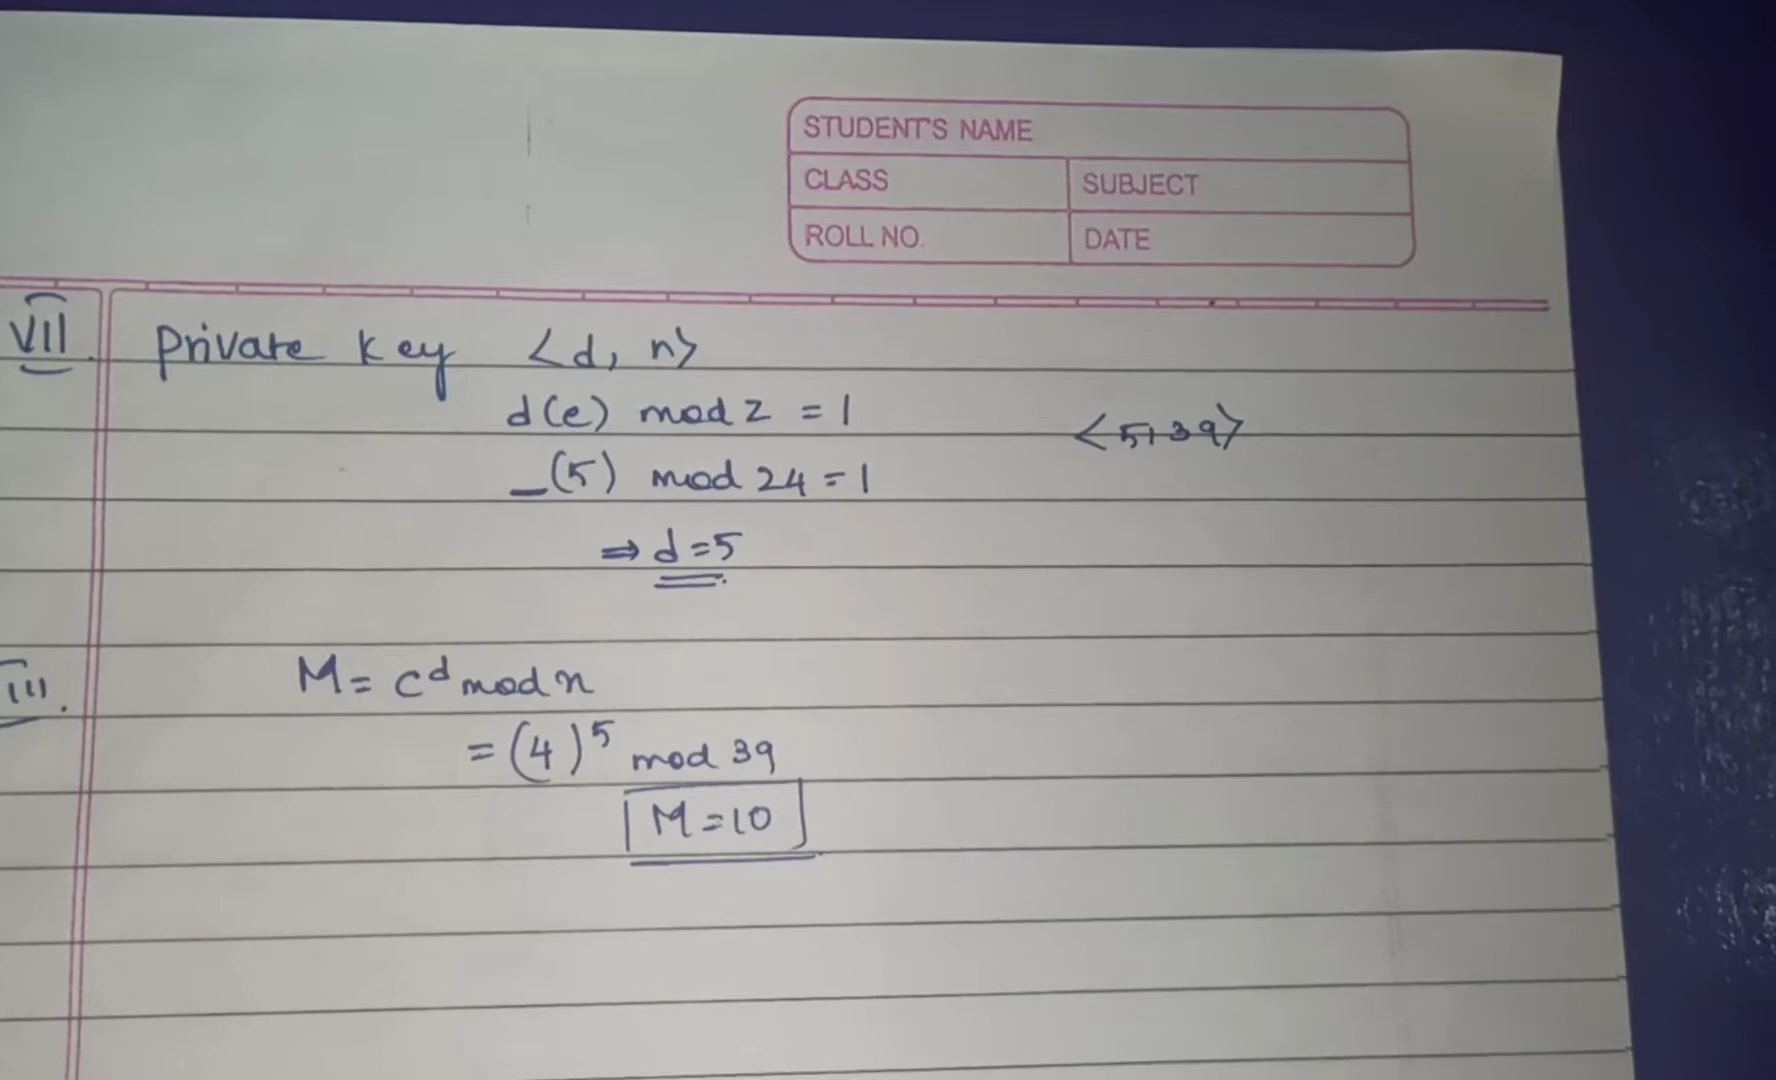 STUDENT'S NAME
CLASS SUBJECT
ROLL NO. DATE
VII. Private Key <d, n>
d(e) mod z = 1
<5,39>
_(5) mod 24 = 1
⇒ d=5
III. M = c^d mod n
= (4)^5 mod 39
M=10